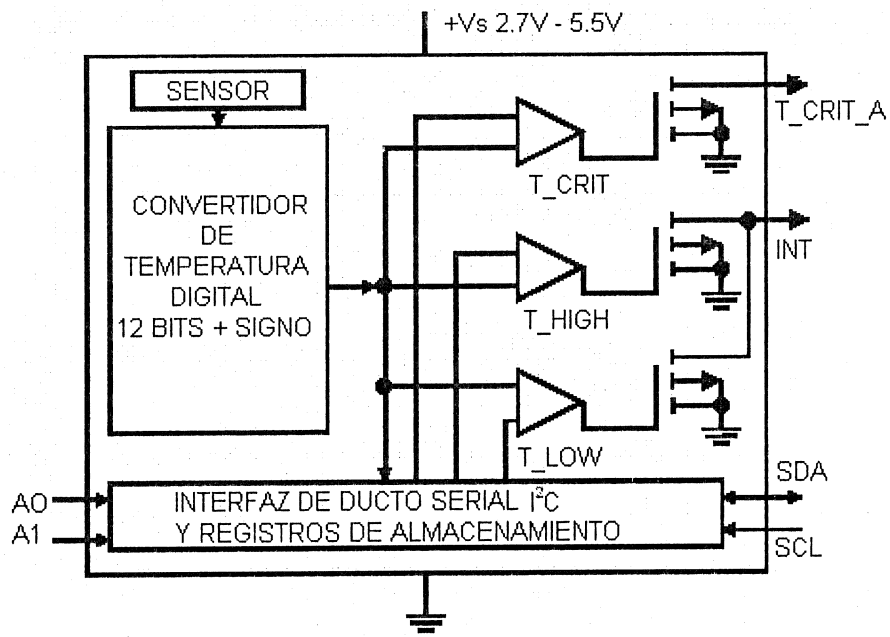 +Vs 2.7V - 5.5V
SENSOR
T_CRIT_A
T_CRIT
CONVERTIDOR
DE
TEMPERATURA
DIGITAL
12 BITS + SIGNO
INT
T_HIGH
T_LOW
SDA
A0
INTERFAZ DE DUCTO SERIAL I²C
A1
Y REGISTROS DE ALMACENAMIENTO
SCL